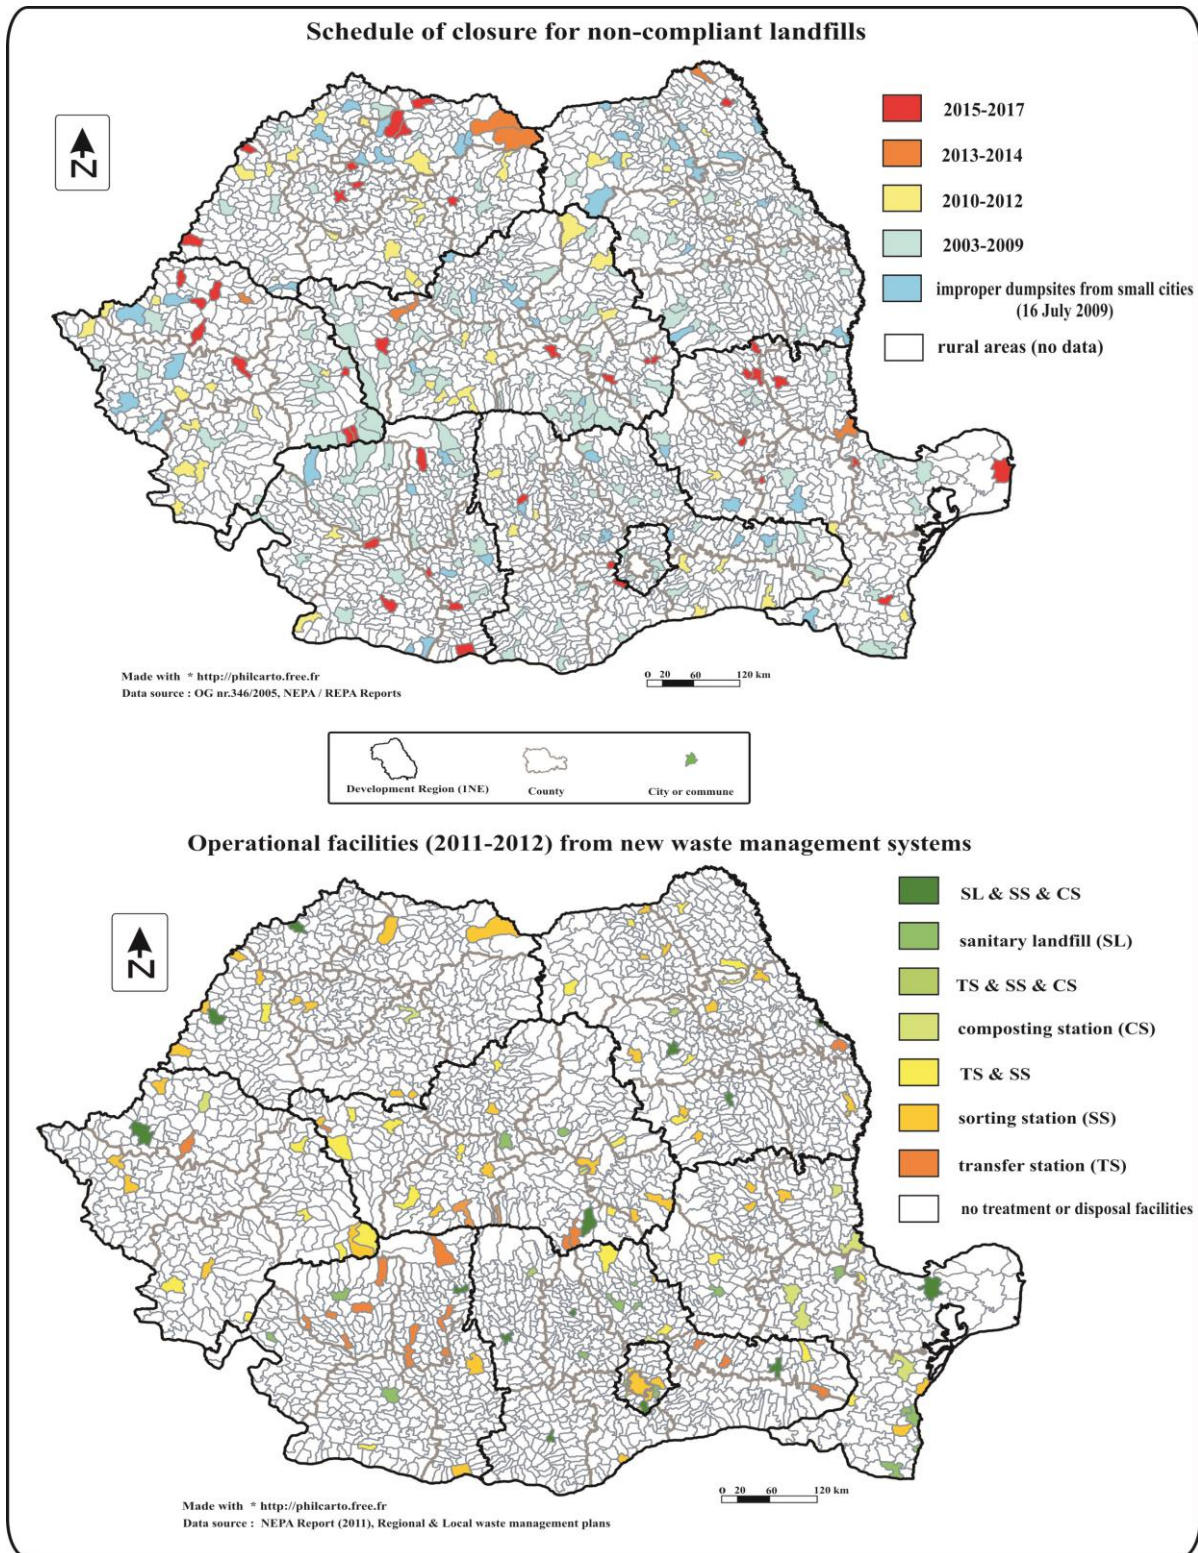 Schedule of closure for non-compliant landfills
N
2015-2017
2013-2014
2010-2012
2003-2009
improper dumpsites from small cities
(16 July 2009)
rural areas (no data)
Made with * http://philcarto.free.fr
Data source : OG nr.346/2005, NEPA / REPA Reports
0 20 60 120 km
Development Region (INE)
County
City or commune
Operational facilities (2011-2012) from new waste management systems
N
SL & SS & CS
sanitary landfill (SL)
TS & SS & CS
composting station (CS)
TS & SS
sorting station (SS)
transfer station (TS)
no treatment or disposal facilities
0 20 60 120 km
Made with * http://philcarto.free.fr
Data source : NEPA Report (2011), Regional & Local waste management plans